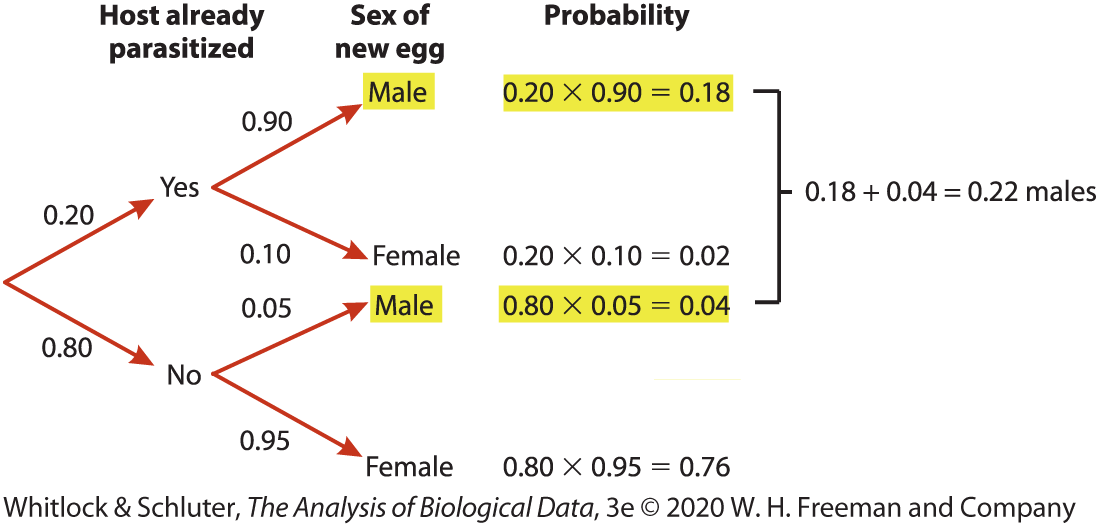 Host already
parasitized
Sex of
new egg
Probability
Male
0.20 × 0.90 = 0.18
0.90
Yes
0.18 + 0.04 = 0.22 males
0.20
0.10
Female
0.20 × 0.10 = 0.02
0.05
Male
0.80 × 0.05 = 0.04
0.80
No
0.95
Female
0.80 × 0.95 = 0.76
Whitlock & Schluter, The Analysis of Biological Data, 3e © 2020 W. H. Freeman and Company